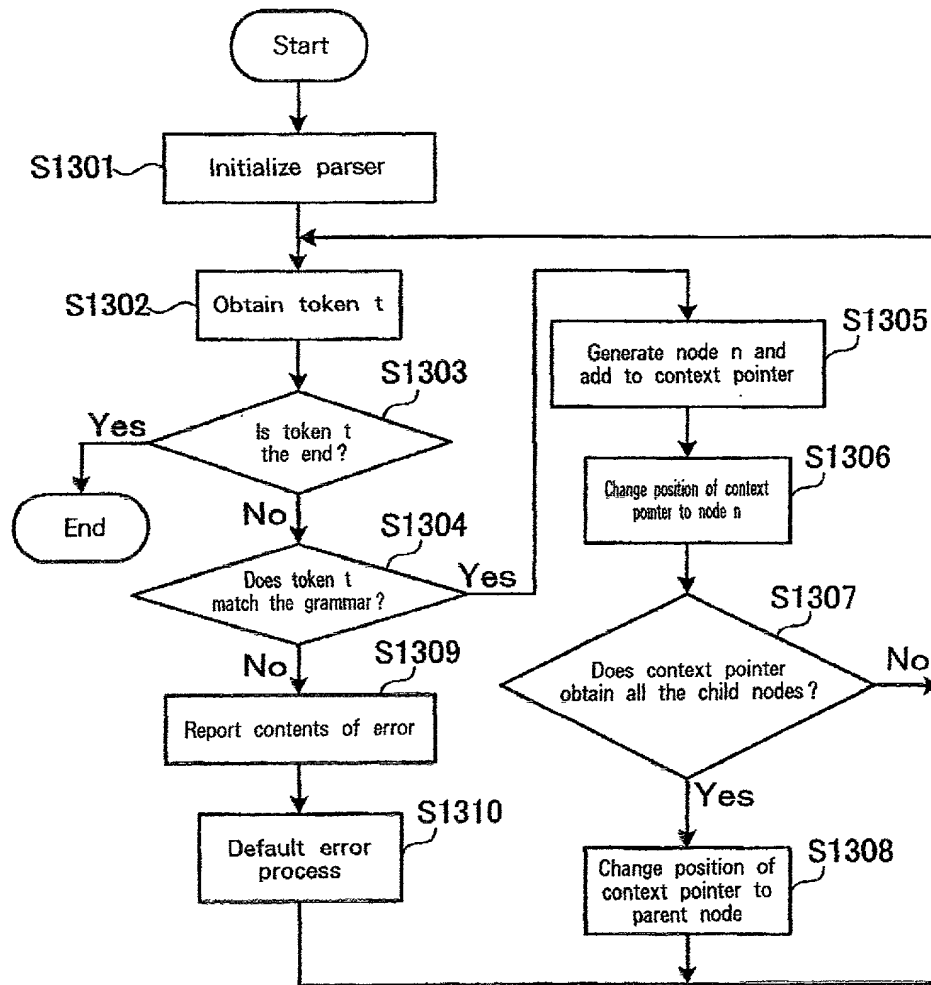 Start
S1301
Initialize parser
S1302
Obtain token t
S1303
Yes
Is token t
the end?
End
No
S1304
Does token t
match the grammar?
Yes
No
S1309
Report contents of error
S1310
Default error
process
S1305
Generate node n and
add to context pointer
S1306
Change position of context
pointer to node n
S1307
Does context pointer
obtain all the child nodes?
No
Yes
S1308
Change position of
context pointer to
parent node